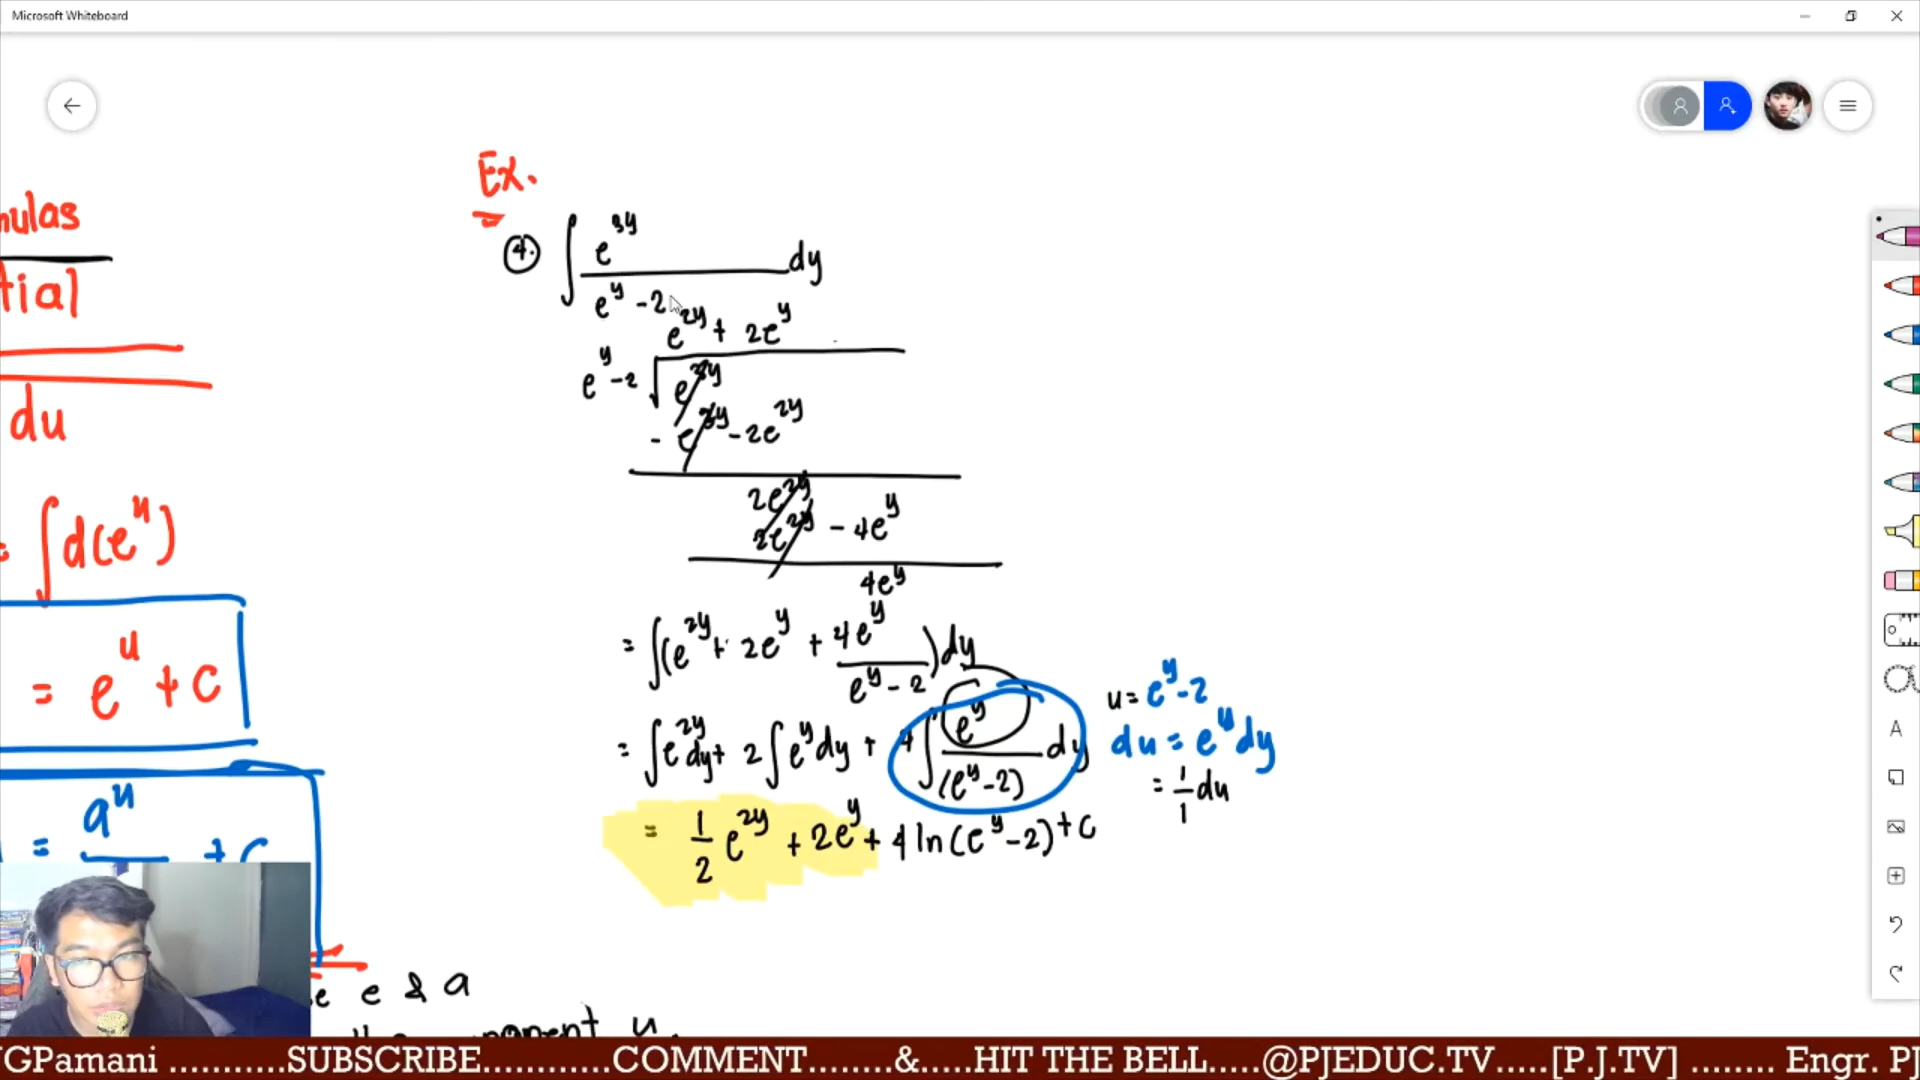 Microsoft Whiteboard
Ex.
mulas
4. ∫ e^{3y} / (e^y - 2) dy
tial
e^{2y} + 2e^y
e^y - 2 √ e^{3y}
du
- e^{3y} - 2e^{2y}
2e^{2y}
2e^{2y} - 4e^y
= ∫ d(e^u)
4e^y
= ∫(e^{2y} + 2e^y + 4e^y / (e^y - 2)) dy
= e^u + c
u = e^y - 2
= ∫ e^{2y} dy + 2 ∫ e^y dy + 4 ∫ e^y / (e^y - 2) dy
du = e^y dy
= 1/1 du
= a^u + c
= 1/2 e^{2y} + 2e^y + 4 ln(e^y - 2) + c
e & a
u
GPamani ...........SUBSCRIBE...........COMMENT........&.....HIT THE BELL.....@PJEDUC.TV.....[P.J.TV] ........ Engr. PJ